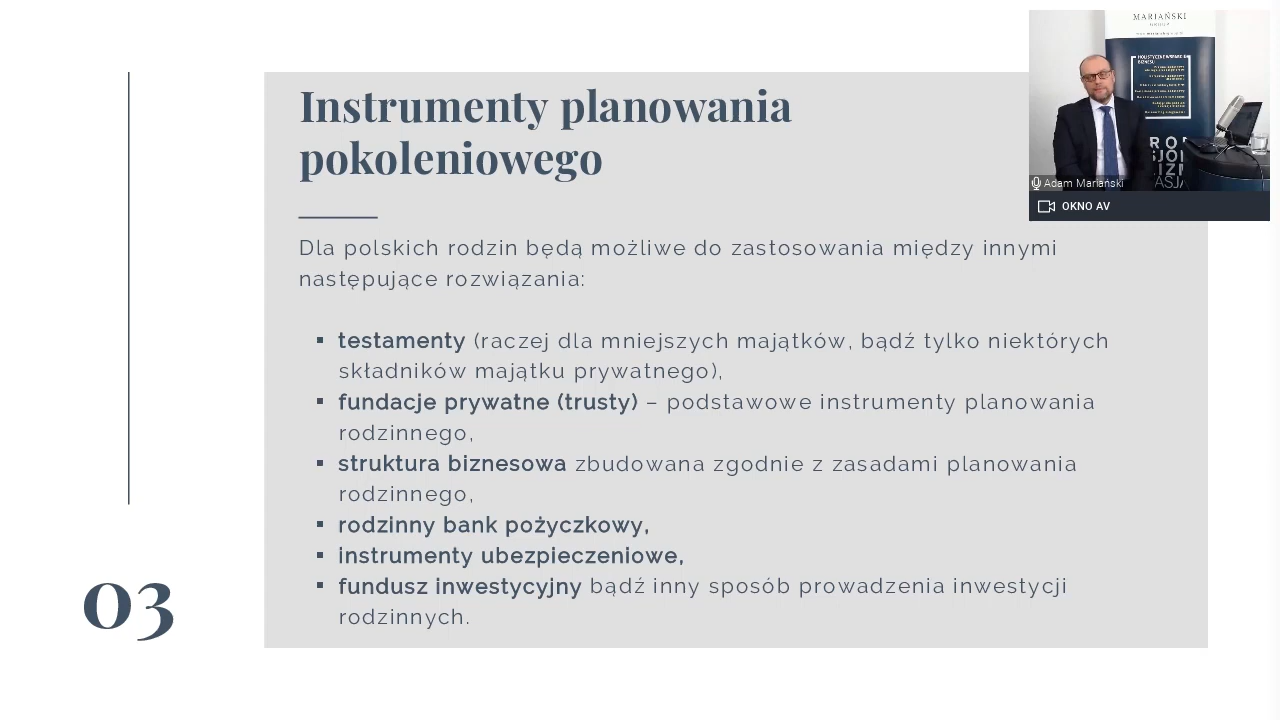 MARIAŃSKI
Instrumenty planowania
pokoleniowego
Adam Mariański
OKNO AV
Dla polskich rodzin będą możliwe do zastosowania między innymi
następujące rozwiązania:
▪ testamenty (raczej dla mniejszych majątków, bądź tylko niektórych
składników majątku prywatnego),
▪ fundacje prywatne (trusty) – podstawowe instrumenty planowania
rodzinnego,
▪ struktura biznesowa zbudowana zgodnie z zasadami planowania
rodzinnego,
▪ rodzinny bank pożyczkowy,
▪ instrumenty ubezpieczeniowe,
▪ fundusz inwestycyjny bądź inny sposób prowadzenia inwestycji
rodzinnych.
03